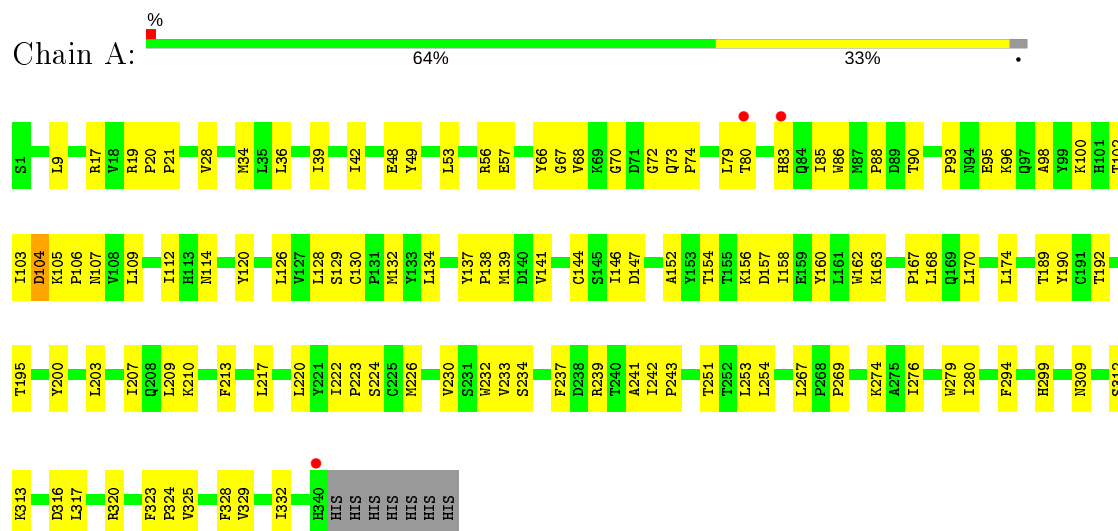 %
Chain A:
64%
33%
•
S1 L9 R17 V18 R19 P20 P21 V28 M34 L35 L36 I39 I42 E48 Y49 L53 R56 E57 Y66 G67 V68 K69 G70 D71 G72 Q73 P74 L79 T80 H83 Q84 I85 W86 M87 P88 D89 T90 P93 N94 E95 K96 Q97 A98 Y99 K100 H101 T102
I103 D104 K105 P106 N107 V108 L109 I112 H113 N114 Y120 L126 V127 L128 S129 C130 P131 M132 Y133 L134 Y137 P138 M139 D140 V141 C144 S145 I146 D147 A152 Y153 T154 T155 K156 D157 I158 E159 Y160 L161 W162 K163 P167 L168 Q169 L170 L174 T189 Y190 C191 T192
T195 Y200 L203 I207 Q208 L209 K210 F213 L217 L220 Y221 I222 P223 S224 C225 M226 V230 S231 W232 V233 S234 F237 D238 R239 T240 A241 I242 P243 T251 T252 L253 L254 L267 P268 P269 K274 A275 I276 W279 I280 F294 H299 N309 S312
K313 D316 L317 R320 F323 P324 V325 F328 V329 I332 H340 HIS HIS HIS HIS HIS HIS HIS